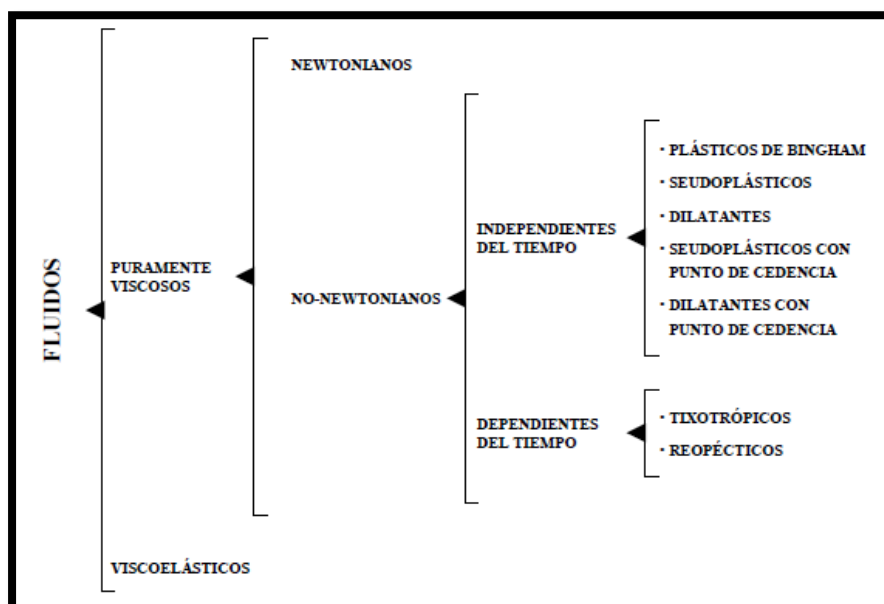 FLUIDOS
PURAMENTE
VISCOSOS
NEWTONIANOS
NO-NEWTONIANOS
INDEPENDIENTES
DEL TIEMPO
· PLÁSTICOS DE BINGHAM
· SEUDOPLÁSTICOS
· DILATANTES
· SEUDOPLÁSTICOS CON
PUNTO DE CEDENCIA
· DILATANTES CON
PUNTO DE CEDENCIA
DEPENDIENTES
DEL TIEMPO
· TIXOTRÓPICOS
· REOPÉCTICOS
VISCOELÁSTICOS